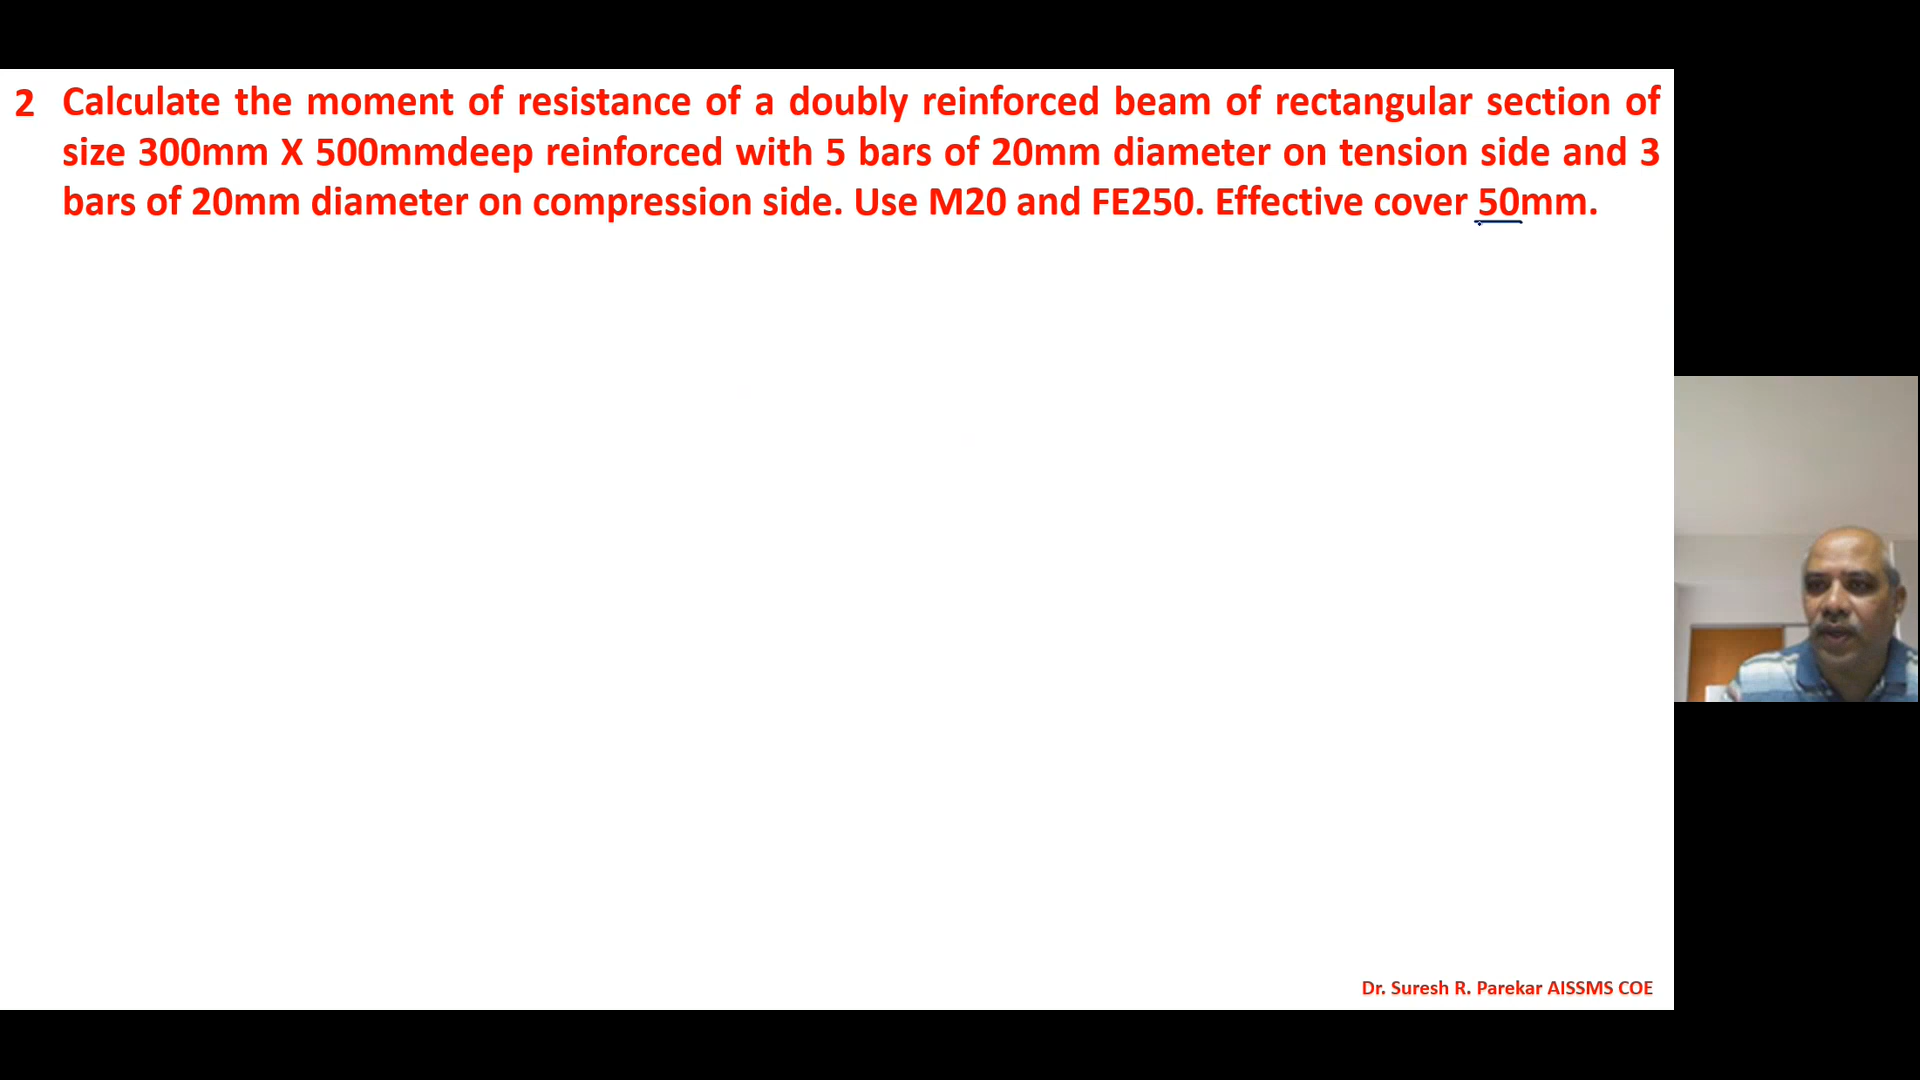 2 Calculate the moment of resistance of a doubly reinforced beam of rectangular section of
size 300mm X 500mmdeep reinforced with 5 bars of 20mm diameter on tension side and 3
bars of 20mm diameter on compression side. Use M20 and FE250. Effective cover 50mm.
Dr. Suresh R. Parekar AISSMS COE